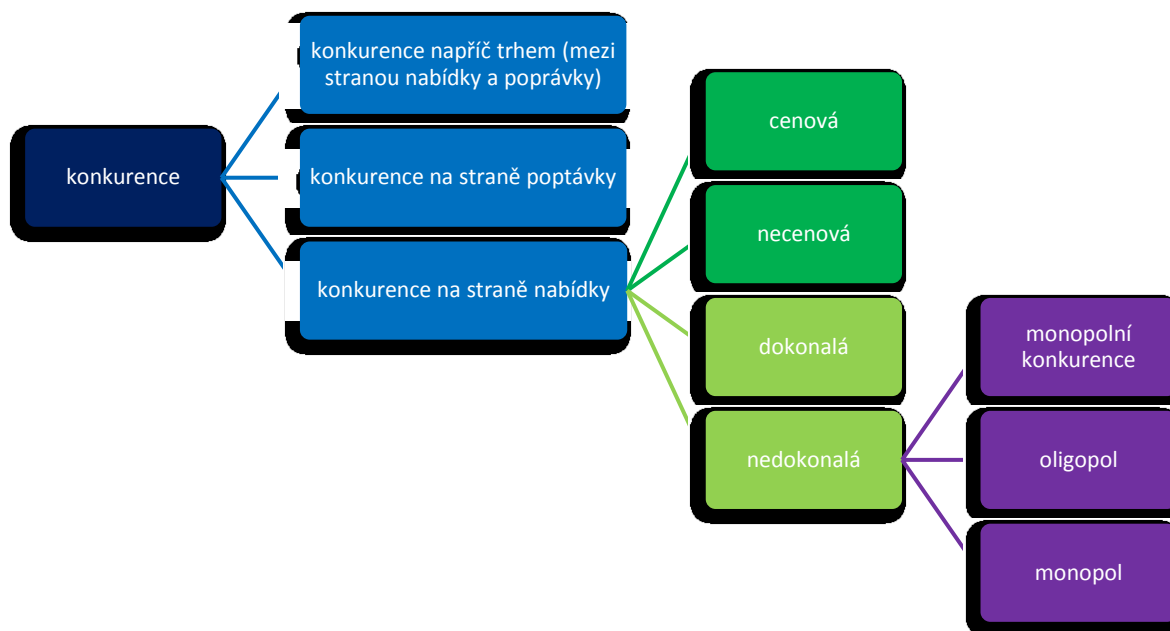 konkurence
konkurence napříč trhem (mezi
stranou nabídky a poprávky)
konkurence na straně poptávky
konkurence na straně nabídky
cenová
necenová
dokonalá
nedokonalá
monopolní
konkurence
oligopol
monopol